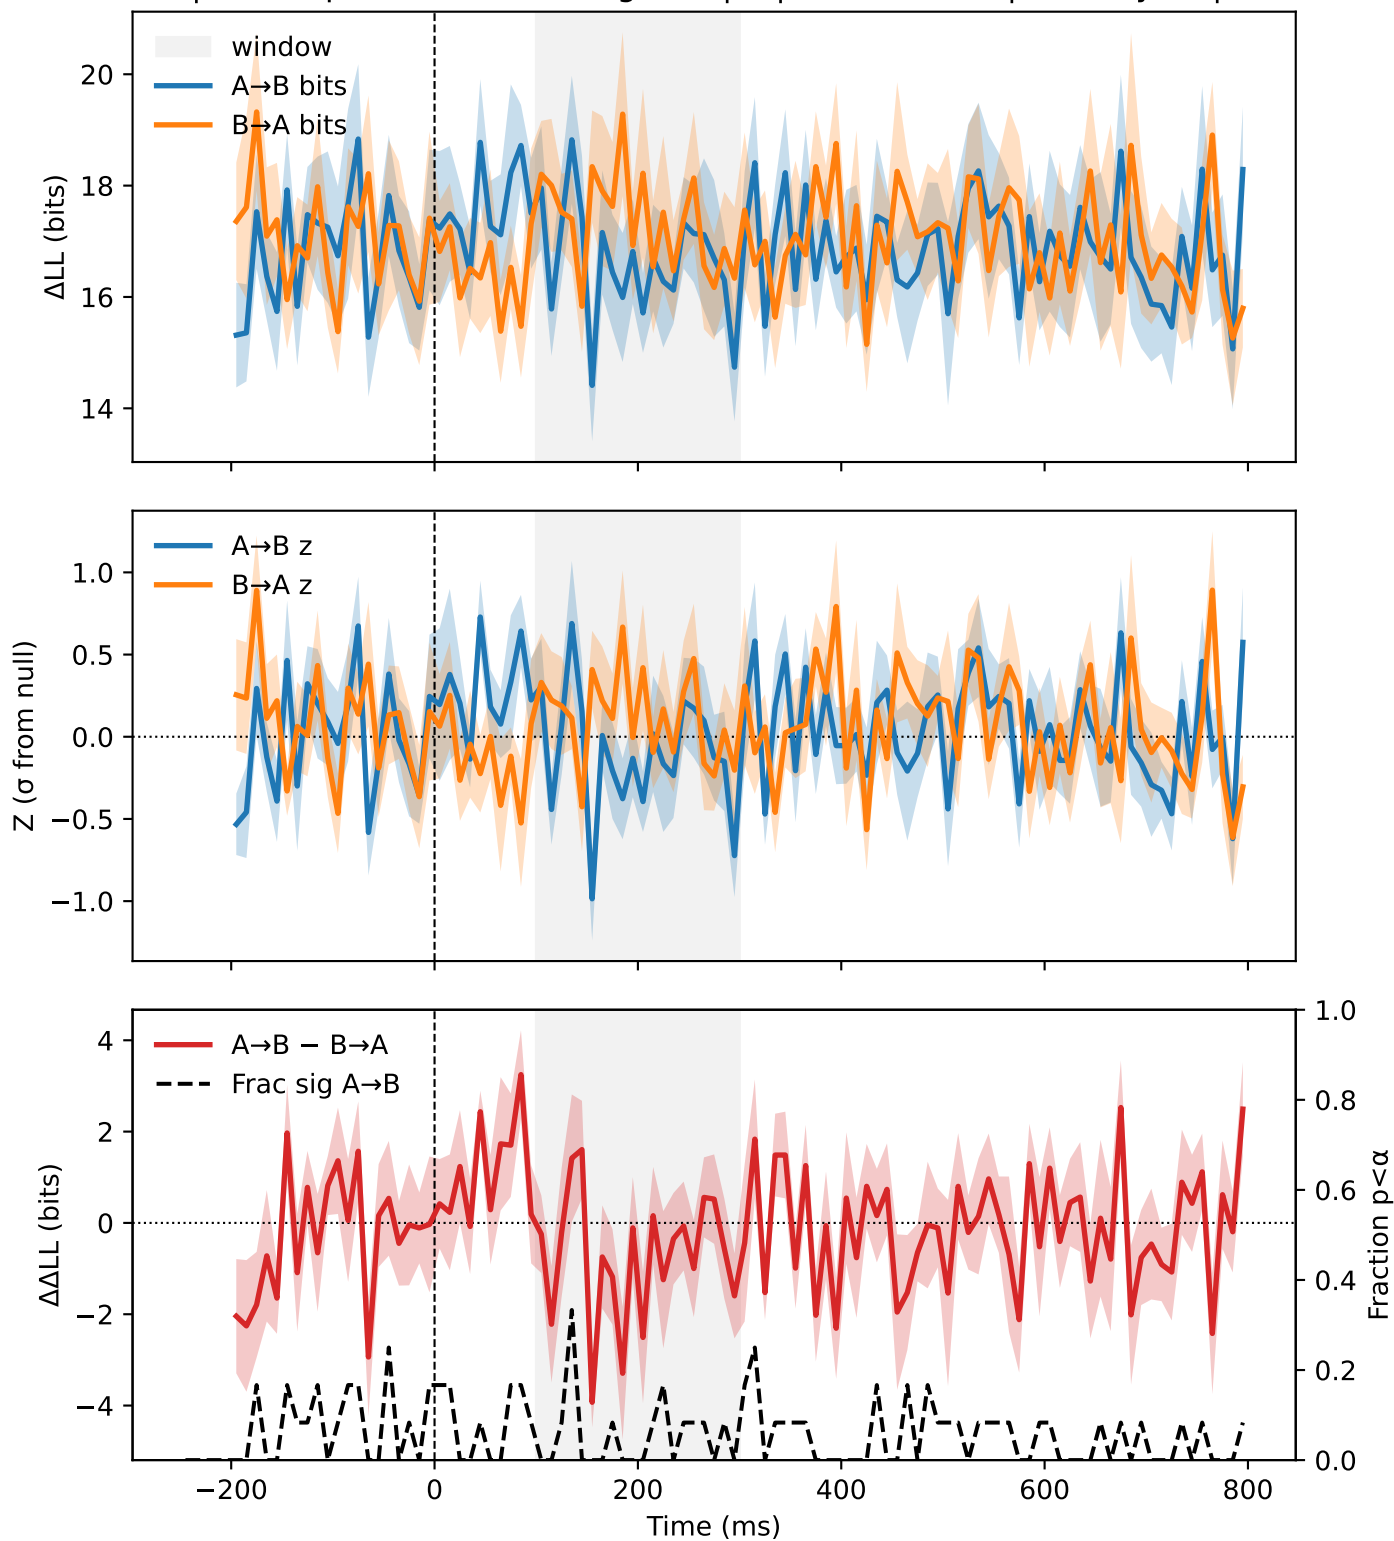 window
A→B bits
B→A bits
ΔLL (bits)
20
18
16
14
A→B z
B→A z
Z (σ from null)
1.0
0.5
0.0
−0.5
−1.0
A→B − B→A
Frac sig A→B
ΔΔLL (bits)
4
2
0
−2
−4
1.0
0.8
0.6
0.4
0.2
0.0
Fraction p<α
−200
0
200
400
600
800
Time (ms)